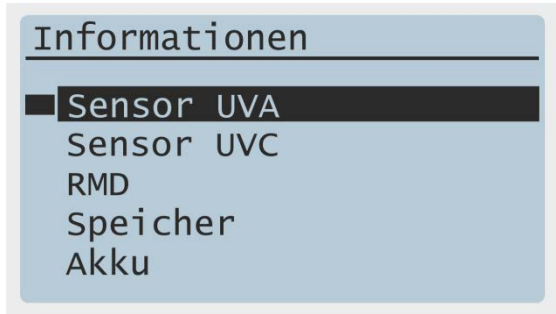 Informationen
Sensor UVA
Sensor UVC
RMD
Speicher
Akku